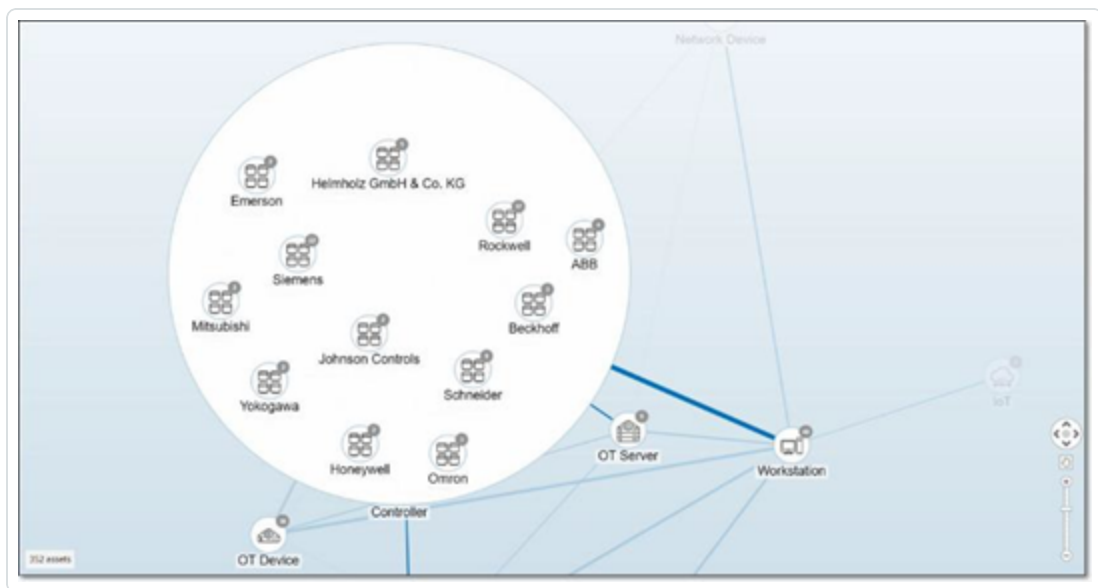 Network Device
Helmholz GmbH & Co. KG
Emerson
Rockwell
ABB
Siemens
Mitsubishi
Beckhoff
Johnson Controls
Schneider
Yokogawa
IoT
OT Server
Honeywell
Workstation
Omron
Controller
OT Device
352 assets